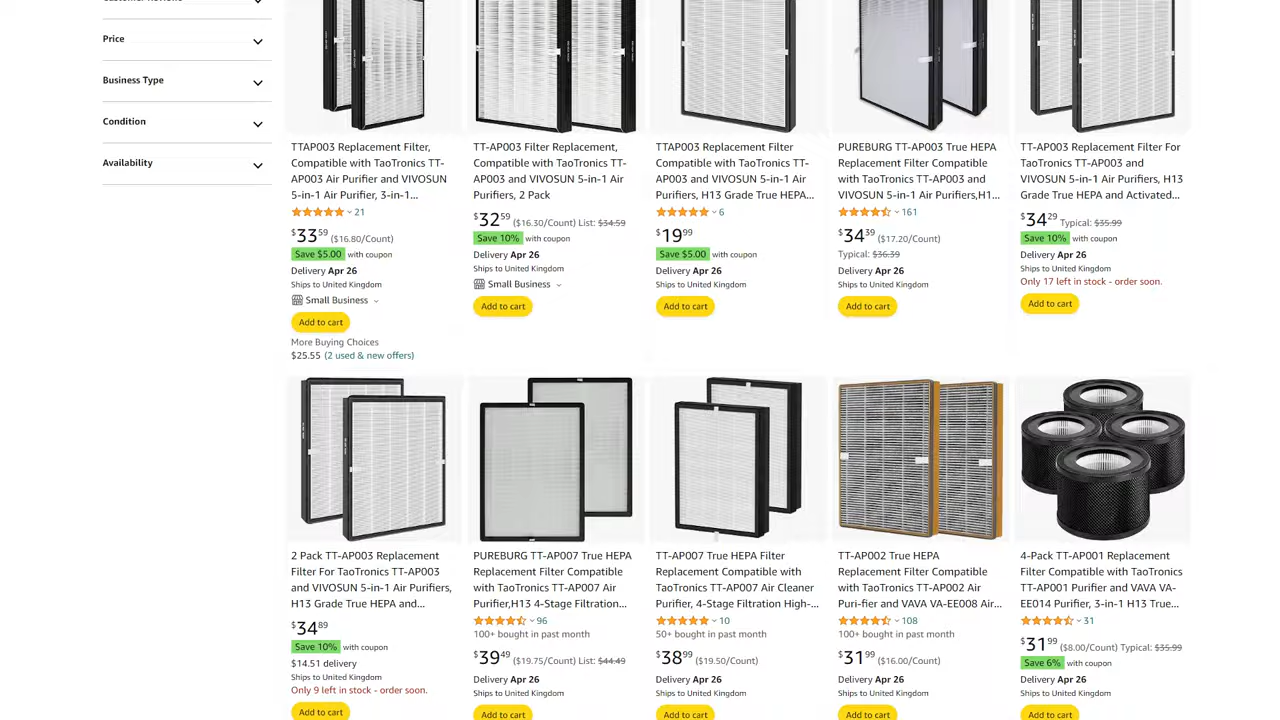 Price
Business Type
Condition
Availability
TTAP003 Replacement Filter,
Compatible with TaoTronics TT-
AP003 Air Purifier and VIVOSUN
5-in-1 Air Purifier, 3-in-1...
21
$33 59 ($16.80/Count)
Save $5.00 with coupon
Delivery Apr 26
Ships to United Kingdom
Small Business
Add to cart
More Buying Choices
$25.55 (2 used & new offers)
TT-AP003 Filter Replacement,
Compatible with TaoTronics TT-
AP003 and VIVOSUN 5-in-1 Air
Purifiers, 2 Pack
$32 59 ($16.30/Count) List: $34.59
Save 10% with coupon
Delivery Apr 26
Ships to United Kingdom
Small Business
Add to cart
TTAP003 Replacement Filter
Compatible with TaoTronics TT-
AP003 and VIVOSUN 5-in-1 Air
Purifiers, H13 Grade True HEPA...
6
$19 99
Save $5.00 with coupon
Delivery Apr 26
Ships to United Kingdom
Add to cart
PUREBURG TT-AP003 True HEPA
Replacement Filter Compatible
with TaoTronics TT-AP003 and
VIVOSUN 5-in-1 Air Purifiers,H1...
161
$34 39 ($17.20/Count)
Typical: $36.39
Delivery Apr 26
Ships to United Kingdom
Add to cart
TT-AP003 Replacement Filter For
TaoTronics TT-AP003 and
VIVOSUN 5-in-1 Air Purifiers, H13
Grade True HEPA and Activated...
$34 29 Typical: $35.99
Save 10% with coupon
Delivery Apr 26
Ships to United Kingdom
Only 17 left in stock - order soon.
Add to cart
2 Pack TT-AP003 Replacement
Filter For TaoTronics TT-AP003
and VIVOSUN 5-in-1 Air Purifiers,
H13 Grade True HEPA and...
$34 89
Save 10% with coupon
$14.51 delivery
Ships to United Kingdom
Only 9 left in stock - order soon.
Add to cart
PUREBURG TT-AP007 True HEPA
Replacement Filter Compatible
with TaoTronics TT-AP007 Air
Purifier,H13 4-Stage Filtration...
96
100+ bought in past month
$39 49 ($19.75/Count) List: $44.49
Delivery Apr 26
Ships to United Kingdom
Add to cart
TT-AP007 True HEPA Filter
Replacement Compatible with
TaoTronics TT-AP007 Air Cleaner
Purifier, 4-Stage Filtration High-...
10
50+ bought in past month
$38 99 ($19.50/Count)
Delivery Apr 26
Ships to United Kingdom
Add to cart
TT-AP002 True HEPA
Replacement Filter Compatible
with TaoTronics TT-AP002 Air
Puri-fier and VAVA VA-EE008 Air...
108
100+ bought in past month
$31 99 ($16.00/Count)
Delivery Apr 26
Ships to United Kingdom
Add to cart
4-Pack TT-AP001 Replacement
Filter Compatible with TaoTronics
TT-AP001 Purifier and VAVA VA-
EE014 Purifier, 3-in-1 H13 True...
31
$31 99 ($8.00/Count) Typical: $35.99
Save 6% with coupon
Delivery Apr 26
Ships to United Kingdom
Add to cart